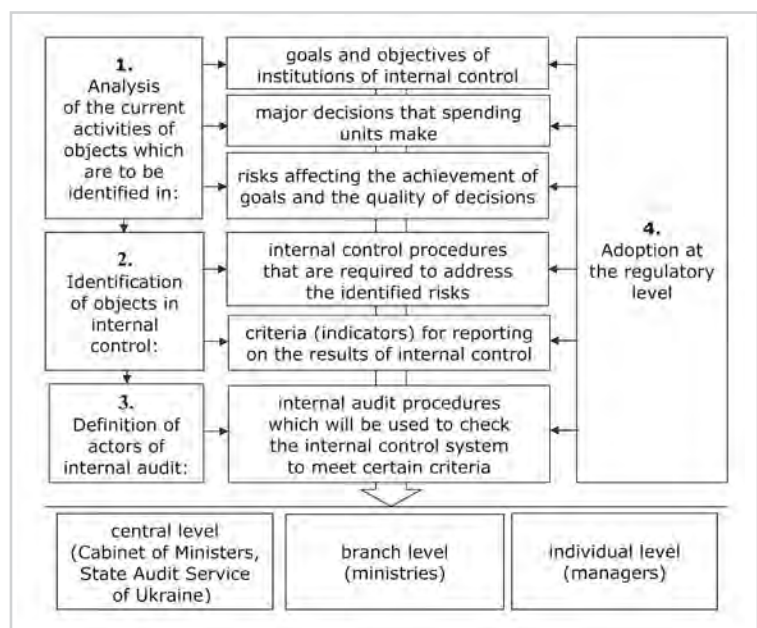 1.
Analysis
of the current
activities of
objects which
are to be
identified in:
goals and objectives of
institutions of internal control
major decisions that spending
units make
risks affecting the achievement of
goals and the quality of decisions
2.
Identification
of objects in
internal
control:
internal control procedures
that are required to address
the identified risks
criteria (indicators) for reporting
on the results of internal control
3.
Definition of
actors of
internal audit:
internal audit procedures
which will be used to check
the internal control system
to meet certain criteria
4.
Adoption at
the regulatory
level
central level
(Cabinet of Ministers,
State Audit Service
of Ukraine)
branch level
(ministries)
individual level
(managers)